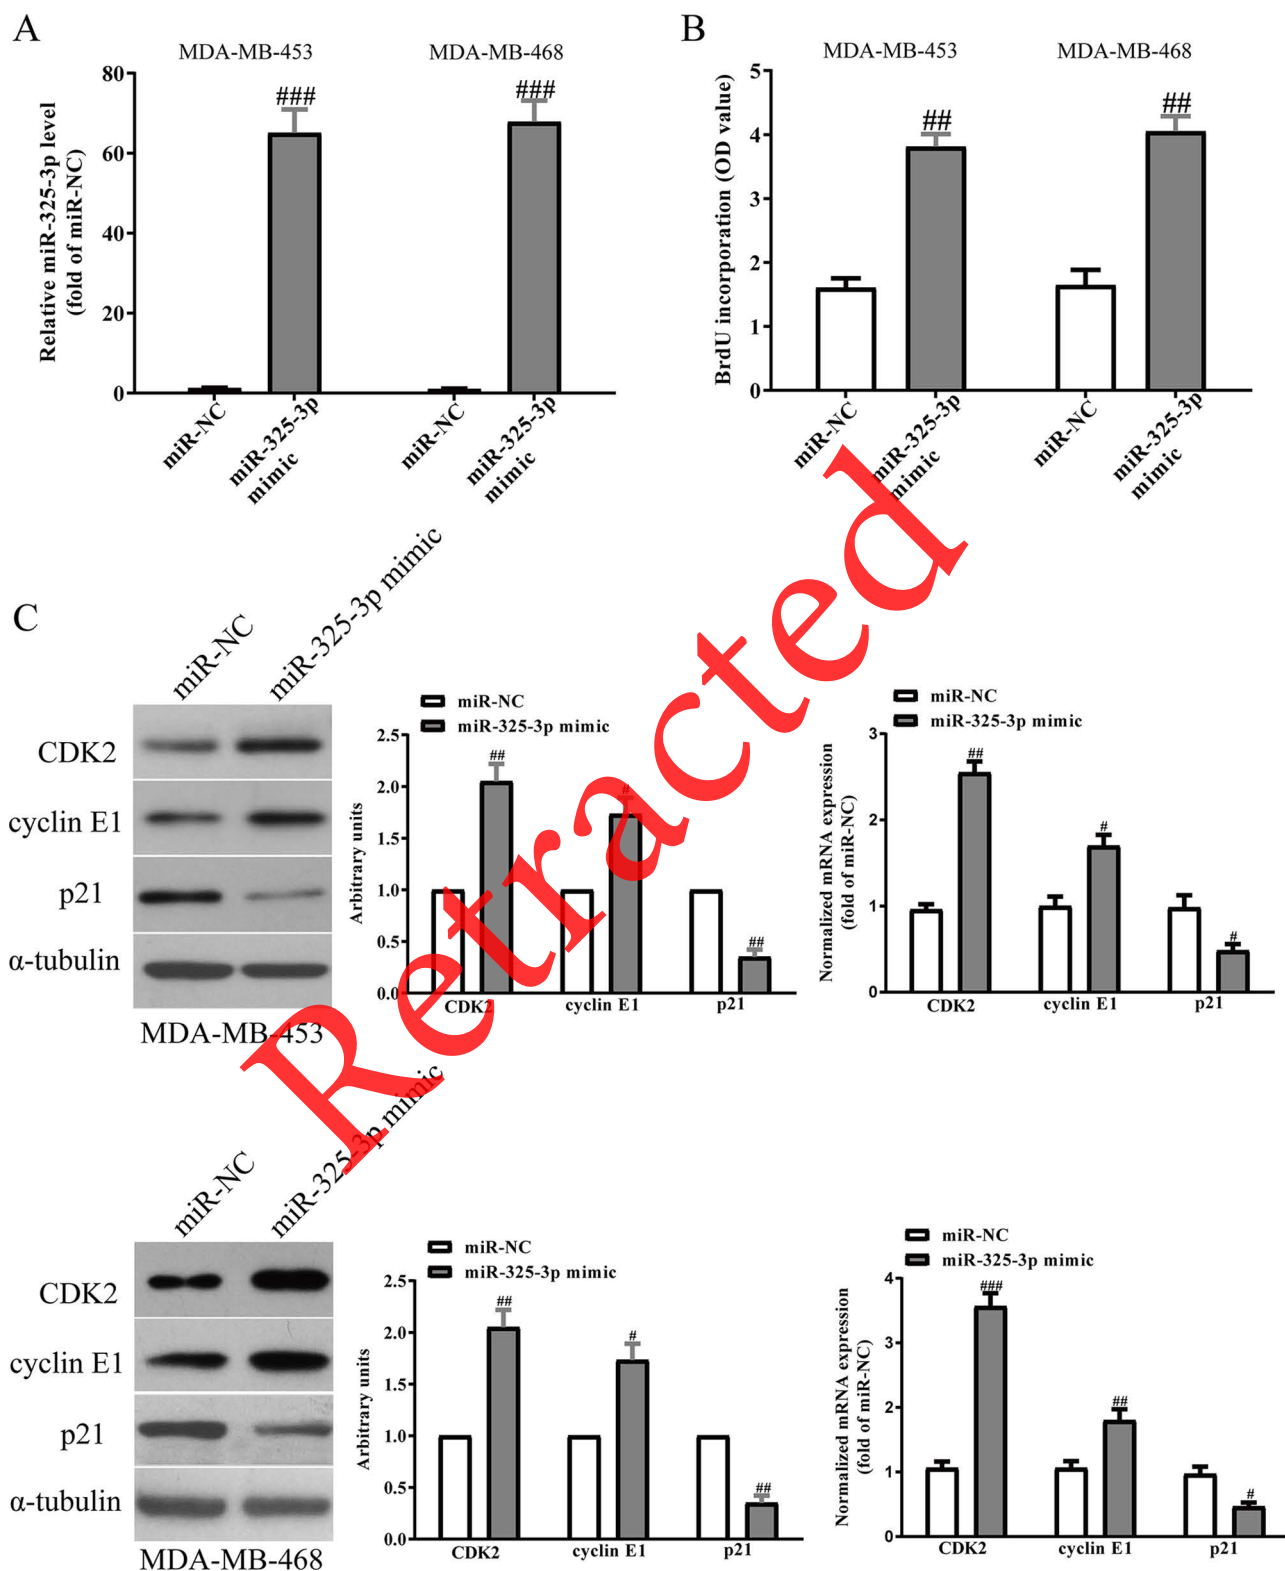 A
MDA-MB-453
MDA-MB-468
Relative miR-325-3p level
(fold of miR-NC)
80
60
40
20
0
###
###
miR-NC
miR-325-3p
mimic
miR-NC
miR-325-3p
mimic
B
MDA-MB-453
MDA-MB-468
BrdU incorporation (OD value)
5
4
3
2
1
0
##
##
miR-NC
miR-325-3p
mimic
miR-NC
miR-325-3p
mimic
C
miR-NC
miR-325-3p mimic
CDK2
cyclin E1
p21
α-tubulin
MDA-MB-453
miR-NC
miR-325-3p mimic
Arbitrary units
2.5
2.0
1.5
1.0
0.5
0.0
##
#
##
CDK2
cyclin E1
p21
miR-NC
miR-325-3p mimic
Normalized mRNA expression
(fold of miR-NC)
3
2
1
0
##
#
#
CDK2
cyclin E1
p21
Retracted
miR-NC
miR-325-3p mimic
CDK2
cyclin E1
p21
α-tubulin
MDA-MB-468
miR-NC
miR-325-3p mimic
Arbitrary units
2.5
2.0
1.5
1.0
0.5
0.0
##
#
##
CDK2
cyclin E1
p21
miR-NC
miR-325-3p mimic
Normalized mRNA expression
(fold of miR-NC)
4
3
2
1
0
###
##
#
CDK2
cyclin E1
p21